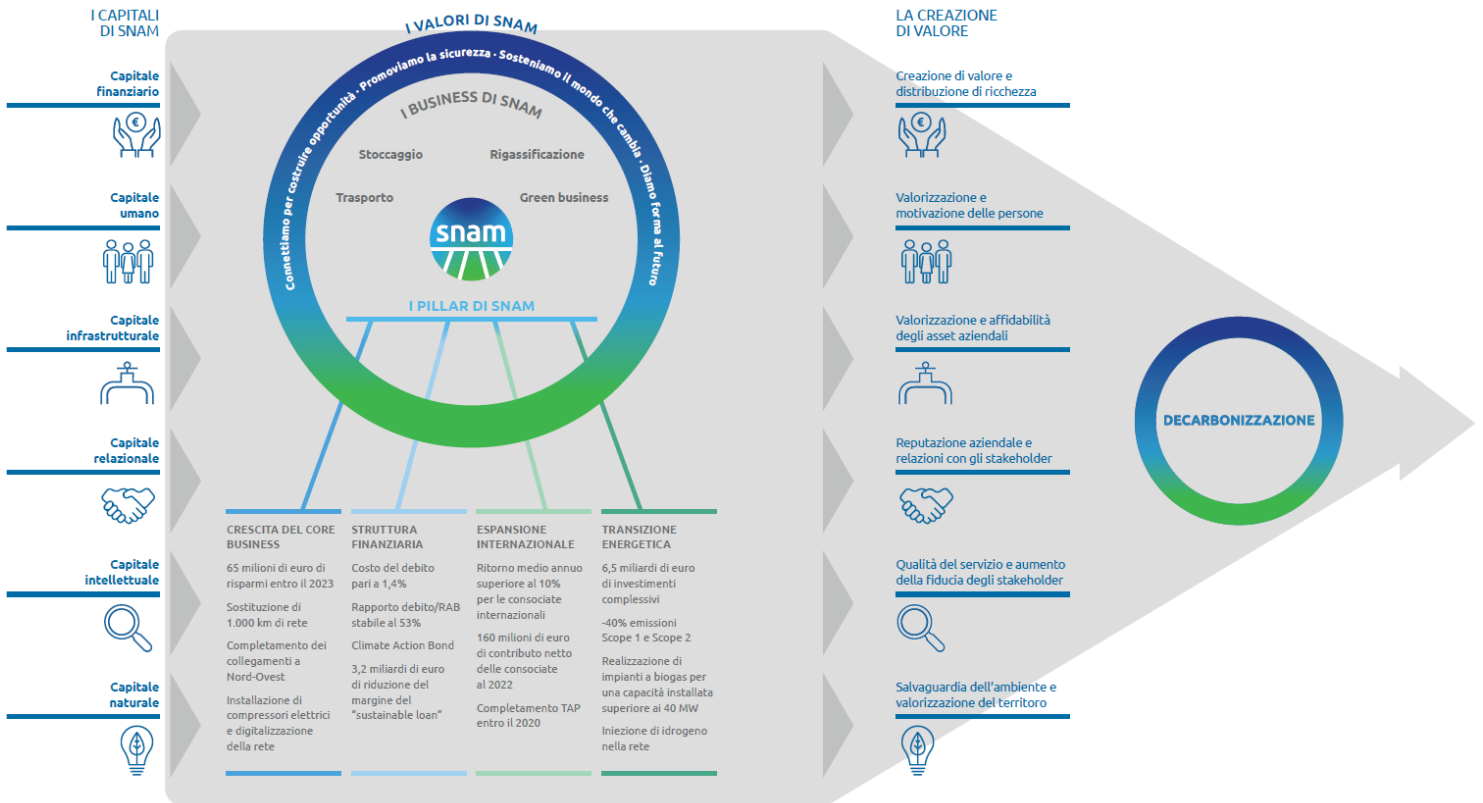 I CAPITALI
DI SNAM
Capitale
finanziario
Capitale
umano
Capitale
infrastrutturale
Capitale
relazionale
Capitale
intellettuale
Capitale
naturale
I VALORI DI SNAM
Connettiamo per costruire opportunità · Promoviamo la sicurezza · Sosteniamo il mondo che cambia · Diamo forma al futuro
I BUSINESS DI SNAM
Stoccaggio
Rigassificazione
Trasporto
Green business
snam
I PILLAR DI SNAM
CRESCITA DEL CORE
BUSINESS
65 milioni di euro di
risparmi entro il 2023
Sostituzione di
1.000 km di rete
Completamento dei
collegamenti a
Nord-Ovest
Installazione di
compressori elettrici
e digitalizzazione
della rete
STRUTTURA
FINANZIARIA
Costo del debito
pari a 1,4%
Rapporto debito/RAB
stabile al 53%
Climate Action Bond
3,2 miliardi di euro
di riduzione del
margine del
"sustainable loan"
ESPANSIONE
INTERNAZIONALE
Ritorno medio annuo
superiore al 10%
per le consociate
internazionali
160 milioni di euro
di contributo netto
delle consociate
al 2022
Completamento TAP
entro il 2020
TRANSIZIONE
ENERGETICA
6,5 miliardi di euro
di investimenti
complessivi
-40% emissioni
Scope 1 e Scope 2
Realizzazione di
impianti a biogas per
una capacità installata
superiore ai 40 MW
Iniezione di idrogeno
nella rete
LA CREAZIONE
DI VALORE
Creazione di valore e
distribuzione di ricchezza
Valorizzazione e
motivazione delle persone
Valorizzazione e affidabilità
degli asset aziendali
Reputazione aziendale e
relazioni con gli stakeholder
Qualità del servizio e aumento
della fiducia degli stakeholder
Salvaguardia dell'ambiente e
valorizzazione del territoro
DECARBONIZZAZIONE